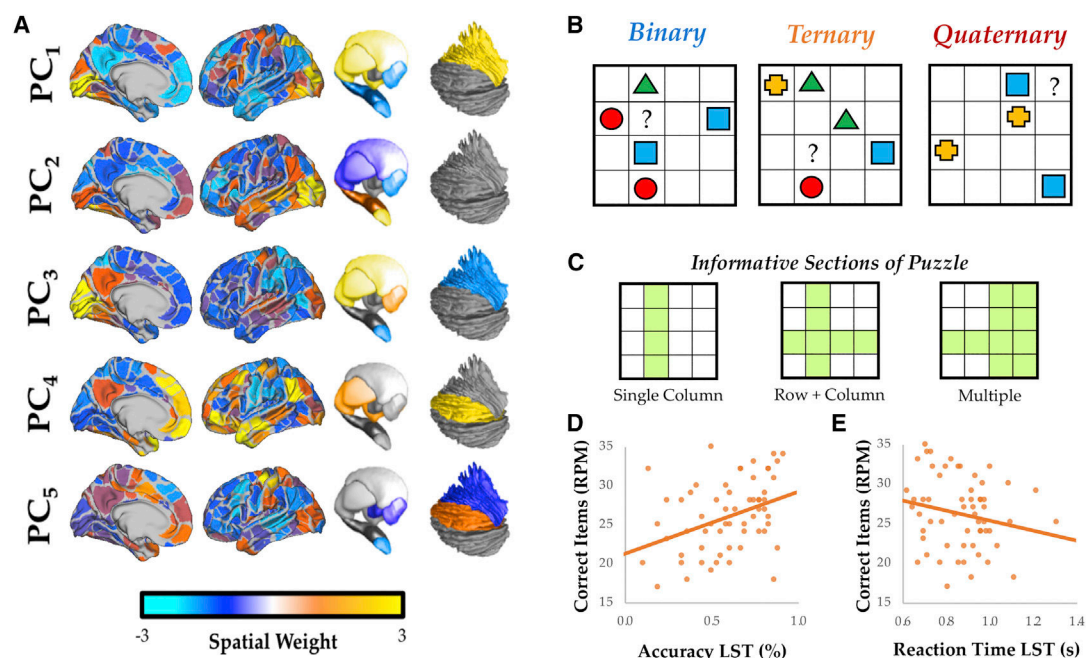 A
PC1
PC2
PC3
PC4
PC5
-3
3
Spatial Weight
B
Binary
Ternary
Quaternary
?
?
?
C
Informative Sections of Puzzle
Single Column
Row + Column
Multiple
D
Correct Items (RPM)
35
30
25
20
15
0.0
0.5
1.0
Accuracy LST (%)
E
Correct Items (RPM)
35
30
25
20
15
0.6
0.8
1.0
1.2
1.4
Reaction Time LST (s)